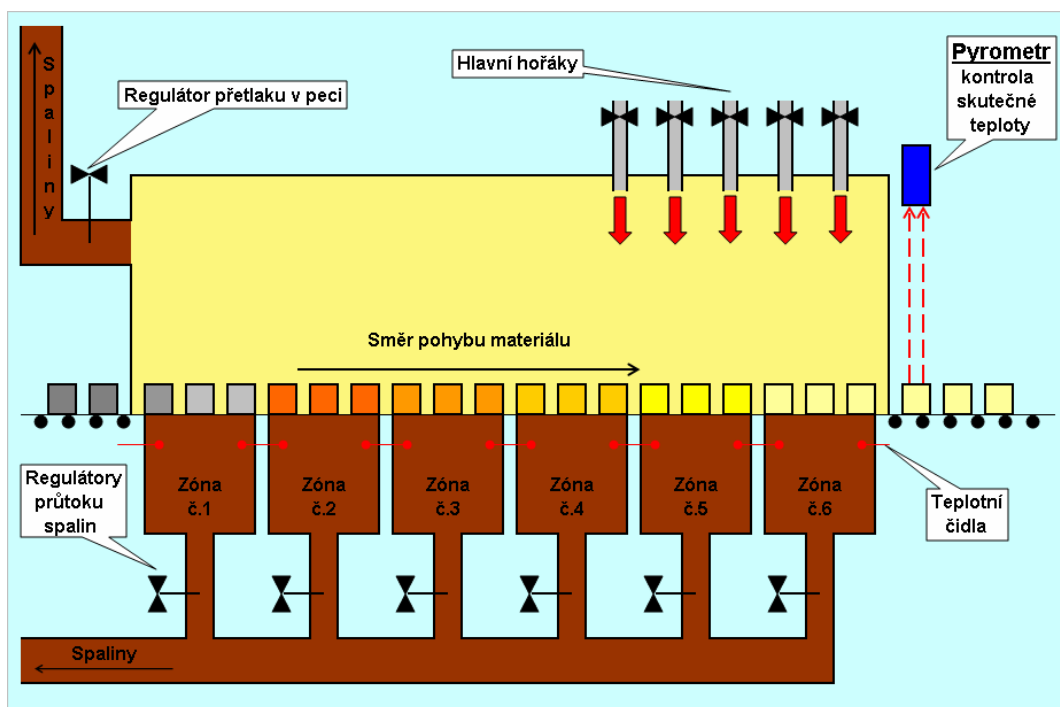 Spaliny
Regulátor přetlaku v peci
Hlavní hořáky
Pyrometr
kontrola
skutečné
teploty
Směr pohybu materiálu
Regulátory
průtoku
spalin
Zóna
č.1
Zóna
č.2
Zóna
č.3
Zóna
č.4
Zóna
č.5
Zóna
č.6
Teplotní
čidla
Spaliny